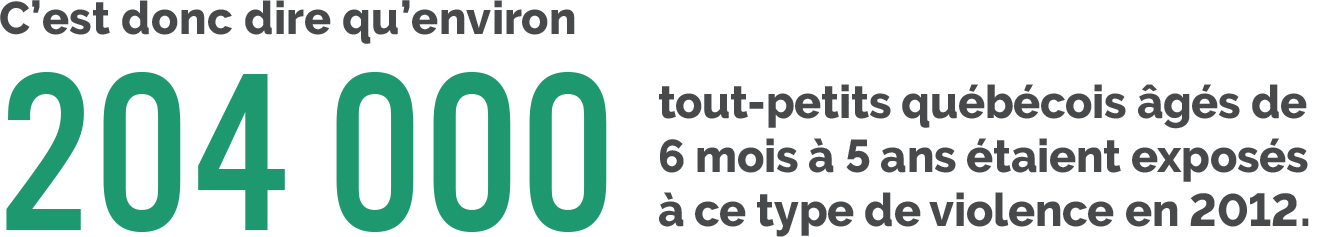 C’est donc dire qu’environ
204 000
tout-petits québécois âgés de
6 mois à 5 ans étaient exposés
à ce type de violence en 2012.